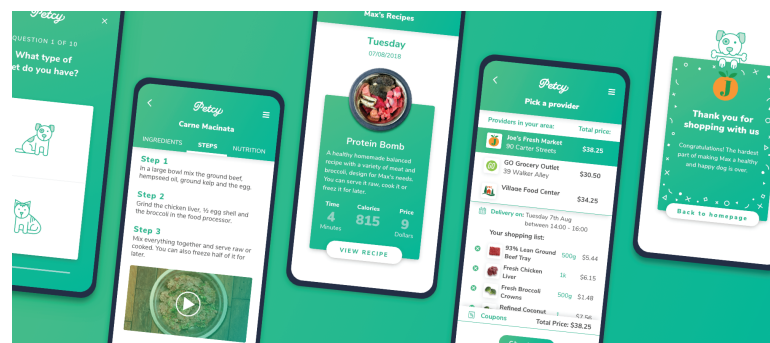 Petcy
QUESTION 1 OF 10
What type of
et do you have?
Petcy
Carne Macinata
INGREDIENTS
STEPS
NUTRITION
Step 1
In a large bowl mix the ground beef,
hempseed oil, ground kelp and the egg.
Step 2
Grind the chicken liver, ½ egg shell and
the broccoli in the food processor.
Step 3
Mix everything together and serve raw or
cooked. You can also freeze half of it for
later.
Max's Recipes
Tuesday
07/08/2018
Protein Bomb
A healthy homemade balanced
recipe with a variety of meat and
broccoli, design for Max's needs.
You can serve it raw, cook it or
freeze it for later.
Time Calories Price
4 815 9
Minutes Dollars
VIEW RECIPE
Petcy
Pick a provider
Providers in your area: Total price:
Joe's Fresh Market
90 Carter Streets
$38.25
GO Grocery Outlet
39 Walker Alley
$30.50
Village Food Center
$34.25
Delivery on: Tuesday 7th Aug
between 14:00 - 16:00
Your shopping list:
93% Lean Ground
Beef Tray
500g $5.44
Fresh Chicken
Liver
1k $6.15
Fresh Broccoli
Crowns
500g $1.48
Refined Coconut
Coupons Total Price: $38.25
J
Thank you for
shopping with us
Congratulations! The hardest
part of making Max a healthy
and happy dog is over.
Back to homepage